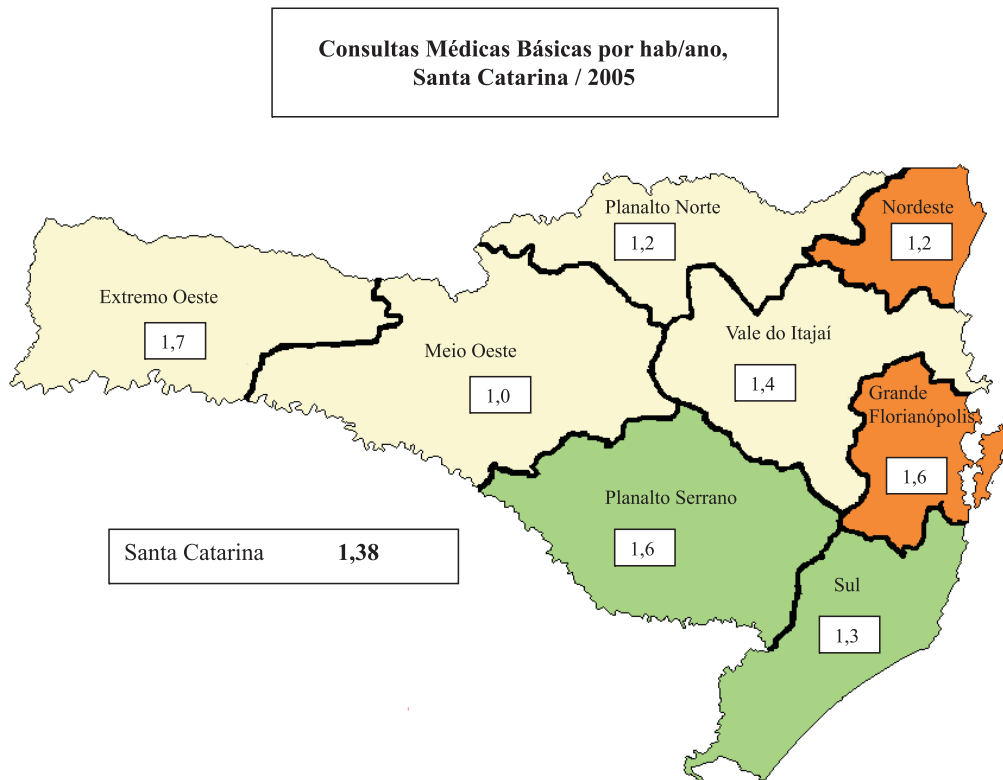 Consultas Médicas Básicas por hab/ano,
Santa Catarina / 2005
Planalto Norte
1,2
Nordeste
1,2
Extremo Oeste
1,7
Meio Oeste
1,0
Vale do Itajaí
1,4
Grande
Florianópolis
1,6
Planalto Serrano
1,6
Santa Catarina 1,38
Sul
1,3